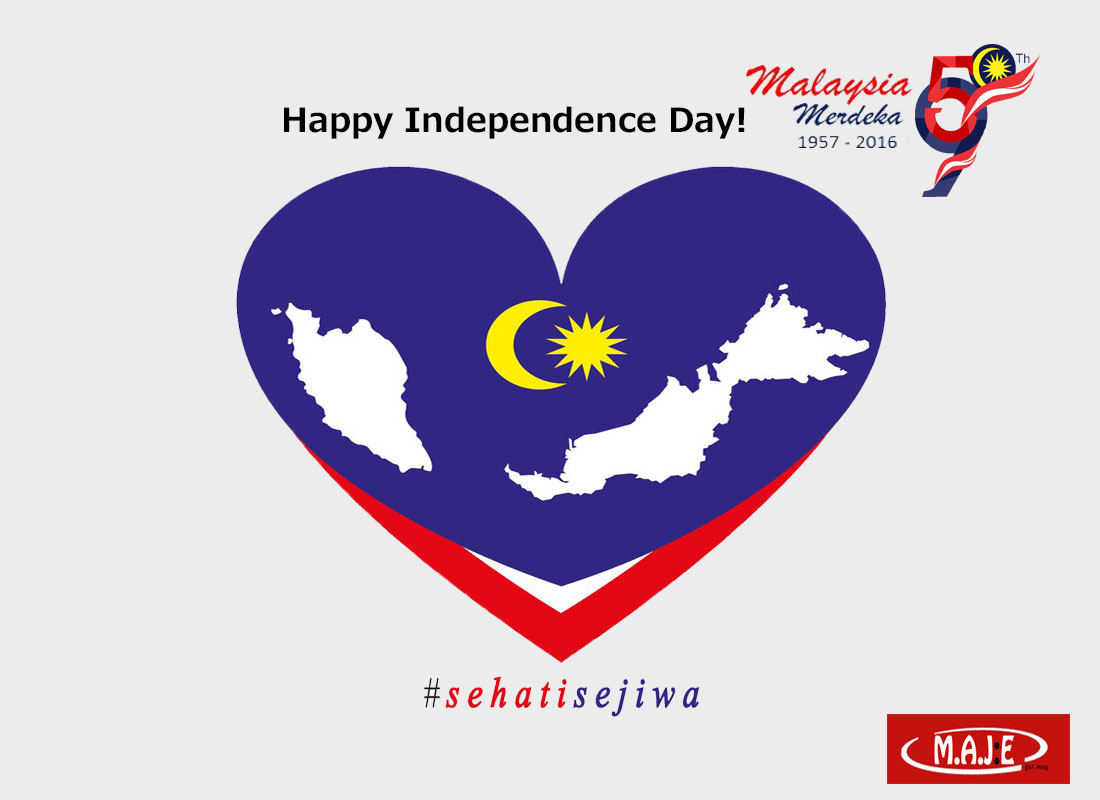 Happy Independence Day!
Malaysia
Merdeka
1957 - 2016
59 Th
#sehatisejiwa
M.A.J.E